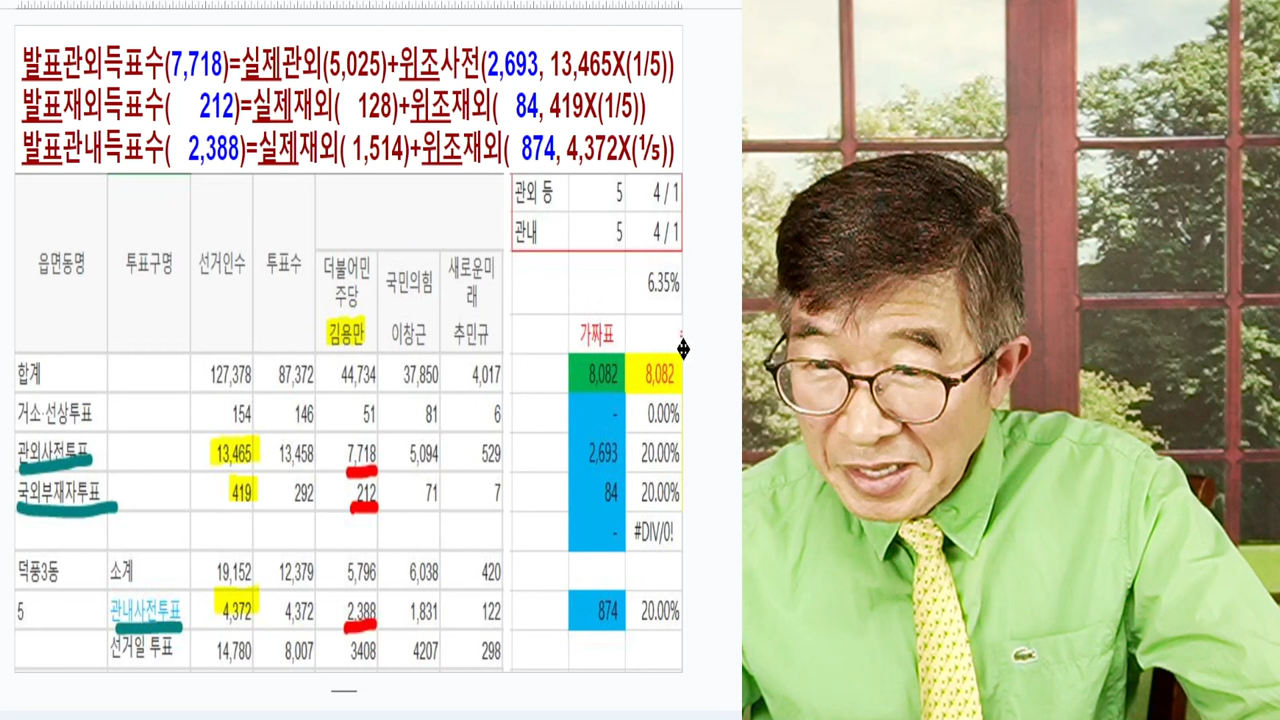 발표관외득표수(7,718)=실제관외(5,025)+위조사전(2,693, 13,465X(1/5))
발표재외득표수( 212)=실제재외( 128)+위조재외( 84, 419X(1/5))
발표관내득표수( 2,388)=실제재외( 1,514)+위조재외( 874, 4,372X(⅕))
관외 등 5 4 / 1
관내 5 4 / 1
6.35%
읍면동명 투표구명 선거인수 투표수 더불어민주당 김용만 국민의힘 이창근 새로운미래 추민규 가짜표
합계 127,378 87,372 44,734 37,850 4,017 8,082 8,082
거소·선상투표 154 146 51 81 6 - 0.00%
관외사전투표 13,465 13,458 7,718 5,094 529 2,693 20.00%
국외부재자투표 419 292 212 71 7 84 20.00%
- #DIV/0!
덕풍3동 소계 19,152 12,379 5,796 6,038 420
5 관내사전투표 4,372 4,372 2,388 1,831 122 874 20.00%
선거일 투표 14,780 8,007 3408 4207 298